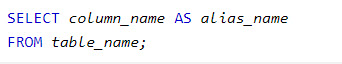 SELECT column_name AS alias_name
FROM table_name;